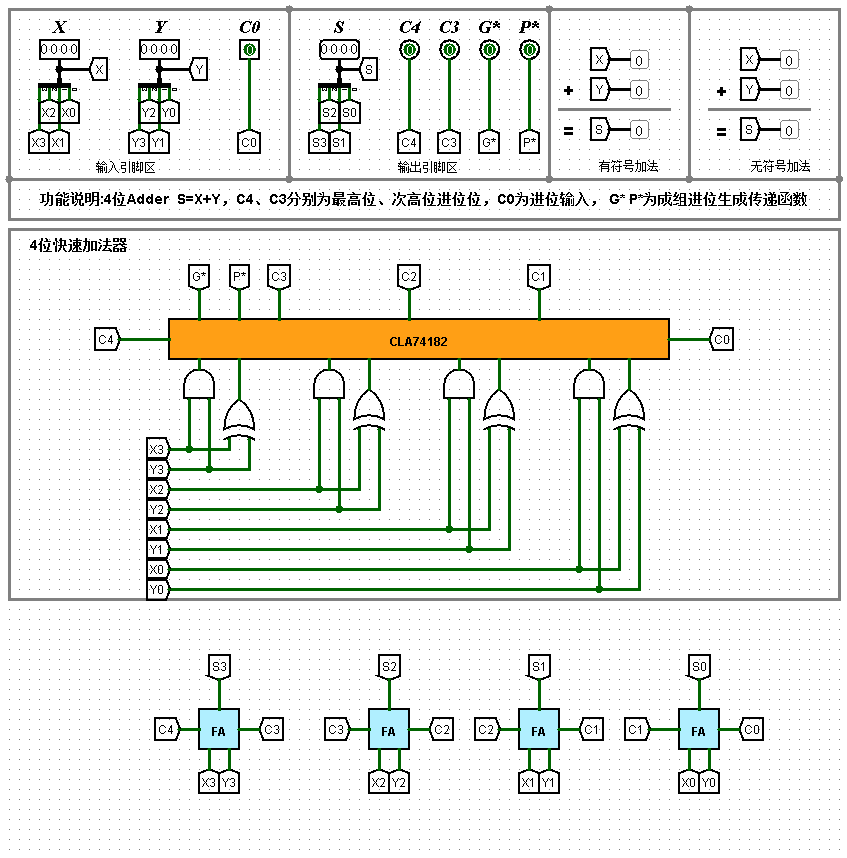 X Y C0 S C4 C3 G* P*
0000 0000 0 0000 0 0 0 0
X 0 X 0
X Y S
+ Y 0 + Y 0
X2 X0 Y2 Y0 S2 S0
= S 0 = S 0
X3 X1 Y3 Y1 C0 S3 S1 C4 C3 G* P*
输入引脚区 输出引脚区 有符号加法 无符号加法
功能说明:4位Adder S=X+Y，C4、C3分别为最高位、次高位进位位，C0为进位输入， G* P*为成组进位生成传递函数
4位快速加法器
G* P* C3 C2 C1
C4 CLA74182 C0
X3
Y3
X2
Y2
X1
Y1
X0
Y0
S3 S2 S1 S0
C4 FA C3 C3 FA C2 C2 FA C1 C1 FA C0
X3 Y3 X2 Y2 X1 Y1 X0 Y0